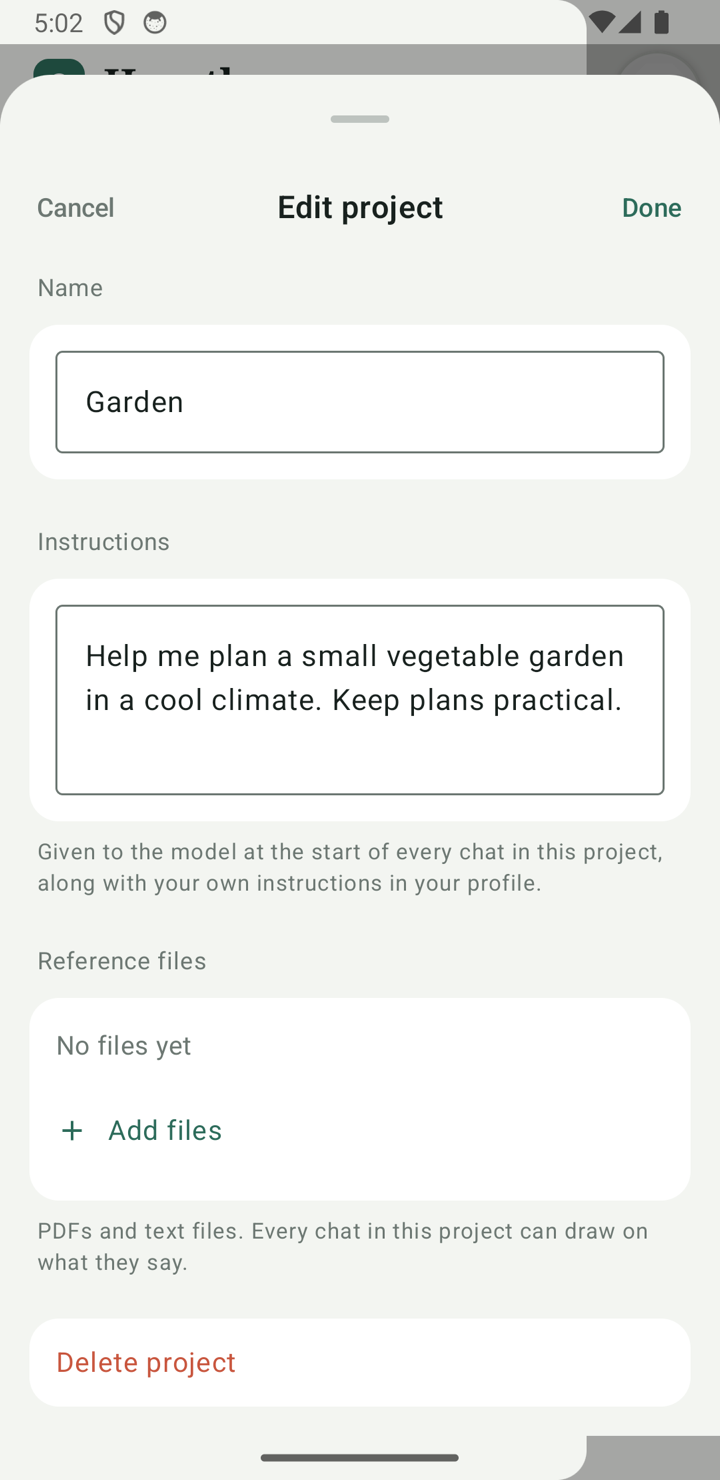 5:02
Cancel
Edit project
Done
Name
Garden
Instructions
Help me plan a small vegetable garden
in a cool climate. Keep plans practical.
Given to the model at the start of every chat in this project,
along with your own instructions in your profile.
Reference files
No files yet
+ Add files
PDFs and text files. Every chat in this project can draw on
what they say.
Delete project